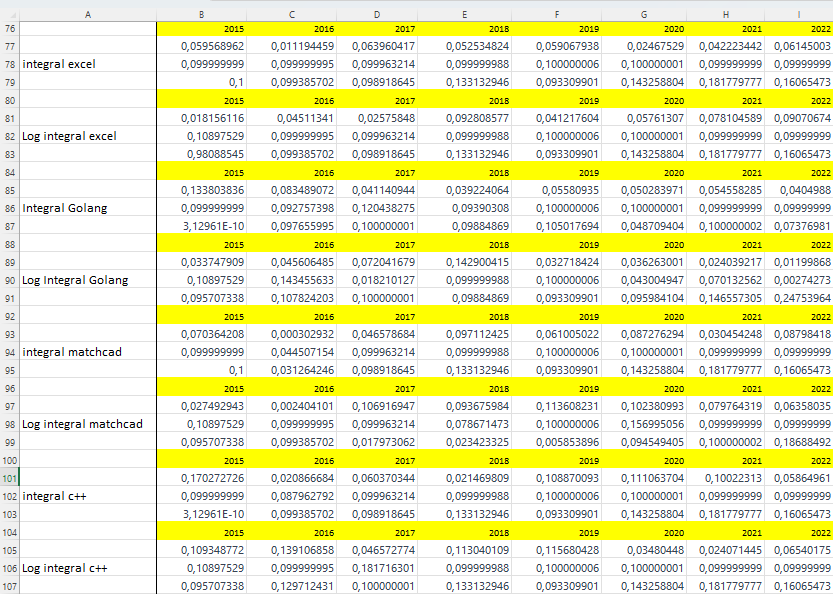 A B C D E F G H I
76 2015 2016 2017 2018 2019 2020 2021 2022
77 0,059568962 0,011194459 0,063960417 0,052534824 0,059067938 0,02467529 0,042223442 0,06145003
78 integral excel 0,099999999 0,099999995 0,099963214 0,099999988 0,100000006 0,100000001 0,099999999 0,09999999
79 0,1 0,099385702 0,098918645 0,133132946 0,093309901 0,143258804 0,181779777 0,16065473
80 2015 2016 2017 2018 2019 2020 2021 2022
81 0,018156116 0,04511341 0,02575848 0,092808577 0,041217604 0,05761307 0,078104589 0,09070674
82 Log integral excel 0,10897529 0,099999995 0,099963214 0,099999988 0,100000006 0,100000001 0,099999999 0,09999999
83 0,98088545 0,099385702 0,098918645 0,133132946 0,093309901 0,143258804 0,181779777 0,16065473
84 2015 2016 2017 2018 2019 2020 2021 2022
85 0,133803836 0,083489072 0,041140944 0,039224064 0,05580935 0,050283971 0,054558285 0,0404988
86 Integral Golang 0,099999999 0,092757398 0,120438275 0,09390308 0,100000006 0,100000001 0,099999999 0,09999999
87 3,12961E-10 0,097655995 0,100000001 0,09884869 0,105017694 0,048709404 0,100000002 0,07376981
88 2015 2016 2017 2018 2019 2020 2021 2022
89 0,033747909 0,045606485 0,072041679 0,142900415 0,032718424 0,036263001 0,024039217 0,01199868
90 Log Integral Golang 0,10897529 0,143455633 0,018210127 0,099999988 0,100000006 0,043004947 0,070132562 0,00274273
91 0,095707338 0,107824203 0,100000001 0,09884869 0,093309901 0,095984104 0,146557305 0,24753964
92 2015 2016 2017 2018 2019 2020 2021 2022
93 0,070364208 0,000302932 0,046578684 0,097112425 0,061005022 0,087276294 0,030454248 0,08798418
94 integral matchcad 0,099999999 0,044507154 0,099963214 0,099999988 0,100000006 0,100000001 0,099999999 0,09999999
95 0,1 0,031264246 0,098918645 0,133132946 0,093309901 0,143258804 0,181779777 0,16065473
96 2015 2016 2017 2018 2019 2020 2021 2022
97 0,027492943 0,002404101 0,106916947 0,093675984 0,113608231 0,102380993 0,079764319 0,06358035
98 Log integral matchcad 0,10897529 0,099999995 0,099963214 0,078671473 0,100000006 0,156995056 0,099999999 0,09999999
99 0,095707338 0,099385702 0,017973062 0,023423325 0,005853896 0,094549405 0,100000002 0,18688492
100 2015 2016 2017 2018 2019 2020 2021 2022
101 0,170272726 0,020866684 0,060370344 0,021469809 0,108870093 0,111063704 0,10022313 0,05864961
102 integral c++ 0,099999999 0,087962792 0,099963214 0,099999988 0,100000006 0,100000001 0,099999999 0,09999999
103 3,12961E-10 0,099385702 0,098918645 0,133132946 0,093309901 0,143258804 0,181779777 0,16065473
104 2015 2016 2017 2018 2019 2020 2021 2022
105 0,109348772 0,139106858 0,046572774 0,113040109 0,115680428 0,03480448 0,024071445 0,06540175
106 Log integral c++ 0,10897529 0,099999995 0,181716301 0,099999988 0,100000006 0,100000001 0,099999999 0,09999999
107 0,095707338 0,129712431 0,100000001 0,133132946 0,093309901 0,143258804 0,181779777 0,16065473